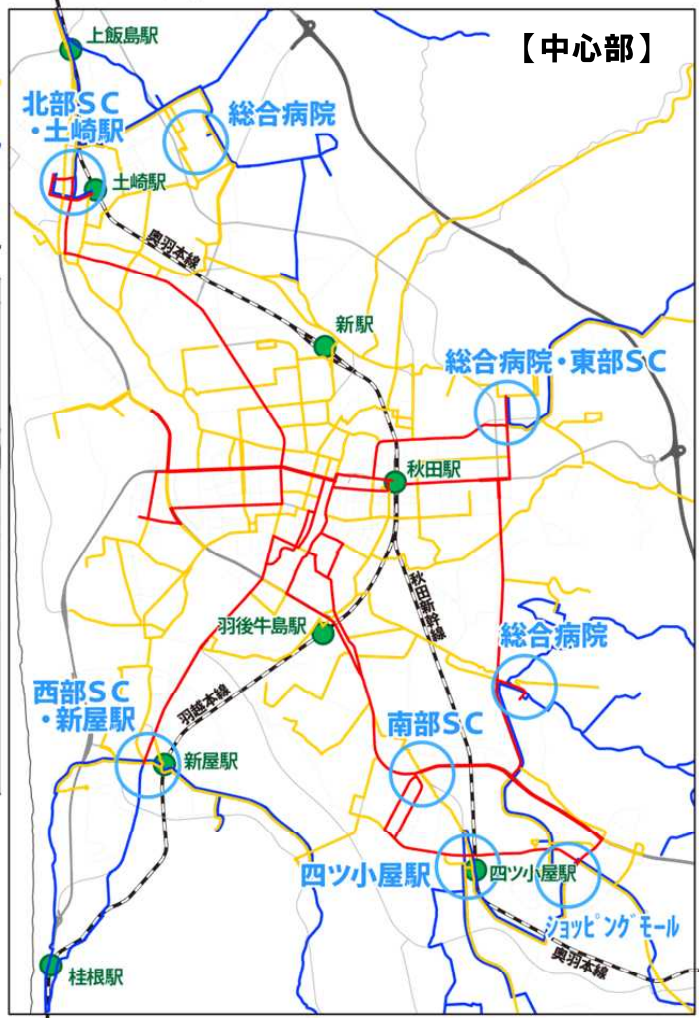 【中心部】
上飯島駅
北部SC
・土崎駅
総合病院
土崎駅
奥羽本線
新駅
総合病院・東部SC
秋田駅
秋田新幹線
羽後牛島駅
総合病院
西部SC
・新屋駅
羽越本線
南部SC
新屋駅
四ツ小屋駅
四ツ小屋駅
ショッピングモール
奥羽本線
桂根駅